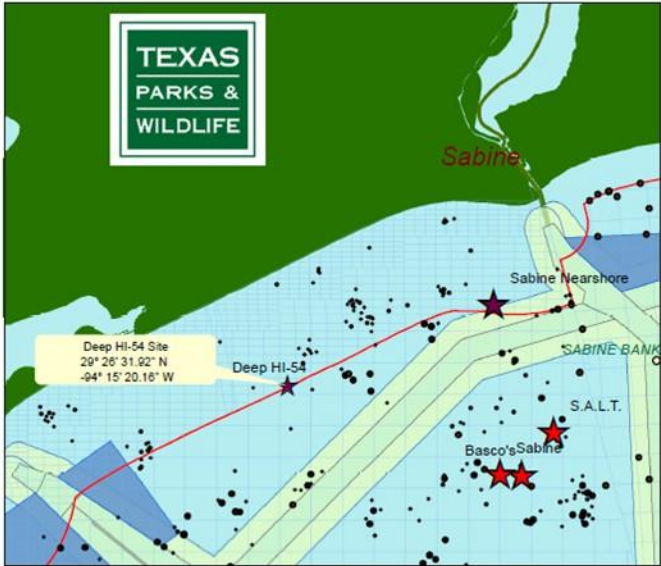 TEXAS
PARKS &
WILDLIFE
Sabine
Sabine Nearshore
Deep HI-54 Site
29° 26' 31.92" N
-94° 15' 20.16" W
Deep HI-54
SABINE BANK
S.A.L.T.
Basco's
Sabine